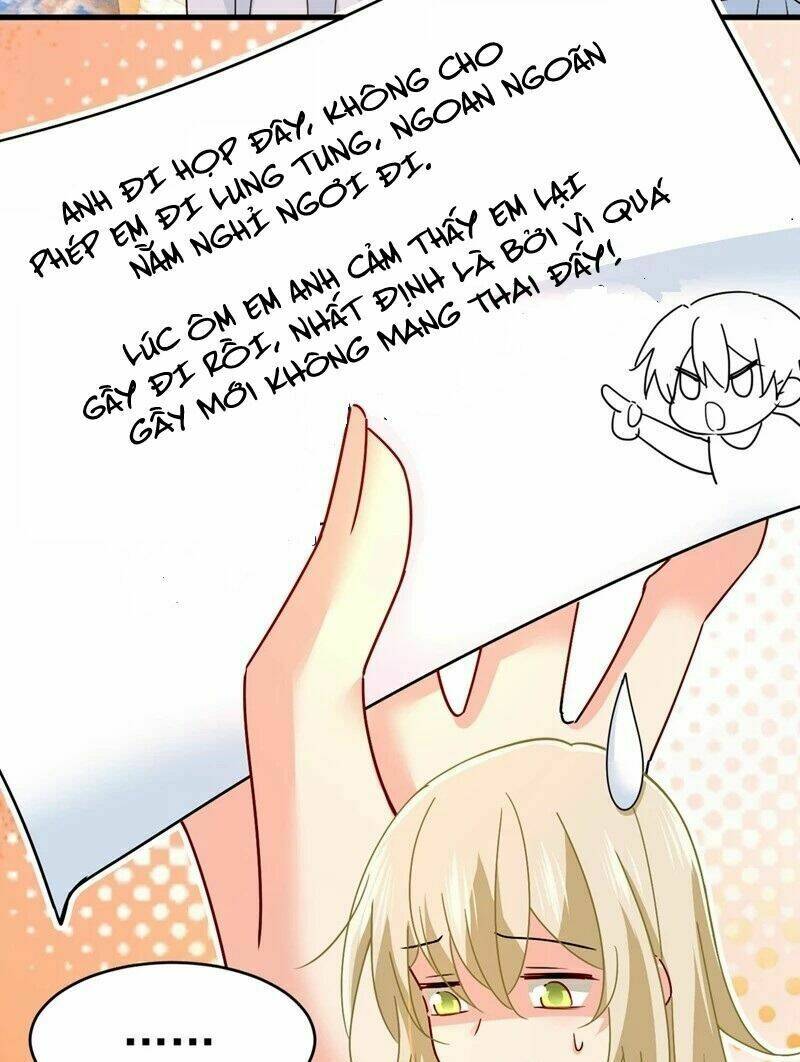 ANH ĐI HỌP ĐÂY, KHÔNG CHO
PHÉP EM ĐI LUNG TUNG, NGOAN NGOÃN
NẰM NGHỈ NGƠI ĐI.
LÚC ÔM EM ANH CẢM THẤY EM LẠI
GẦY ĐI RỒI, NHẤT ĐỊNH LÀ BỞI VÌ QUÁ
GẦY MỚI KHÔNG MANG THAI ĐẤY!
......